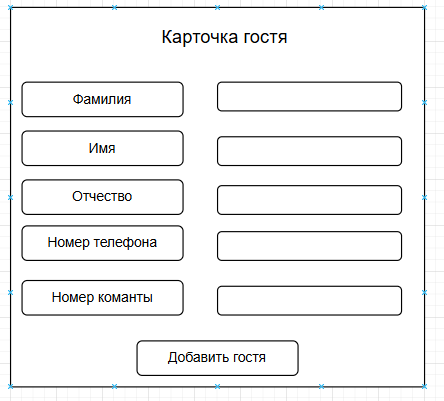 Карточка гостя
Фамилия
Имя
Отчество
Номер телефона
Номер команты
Добавить гостя